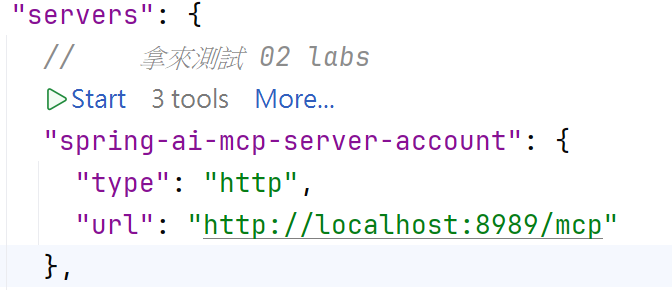 "servers": {
//    拿來測試 02 labs
Start 3 tools More...
"spring-ai-mcp-server-account": {
"type": "http",
"url": "http://localhost:8989/mcp"
},